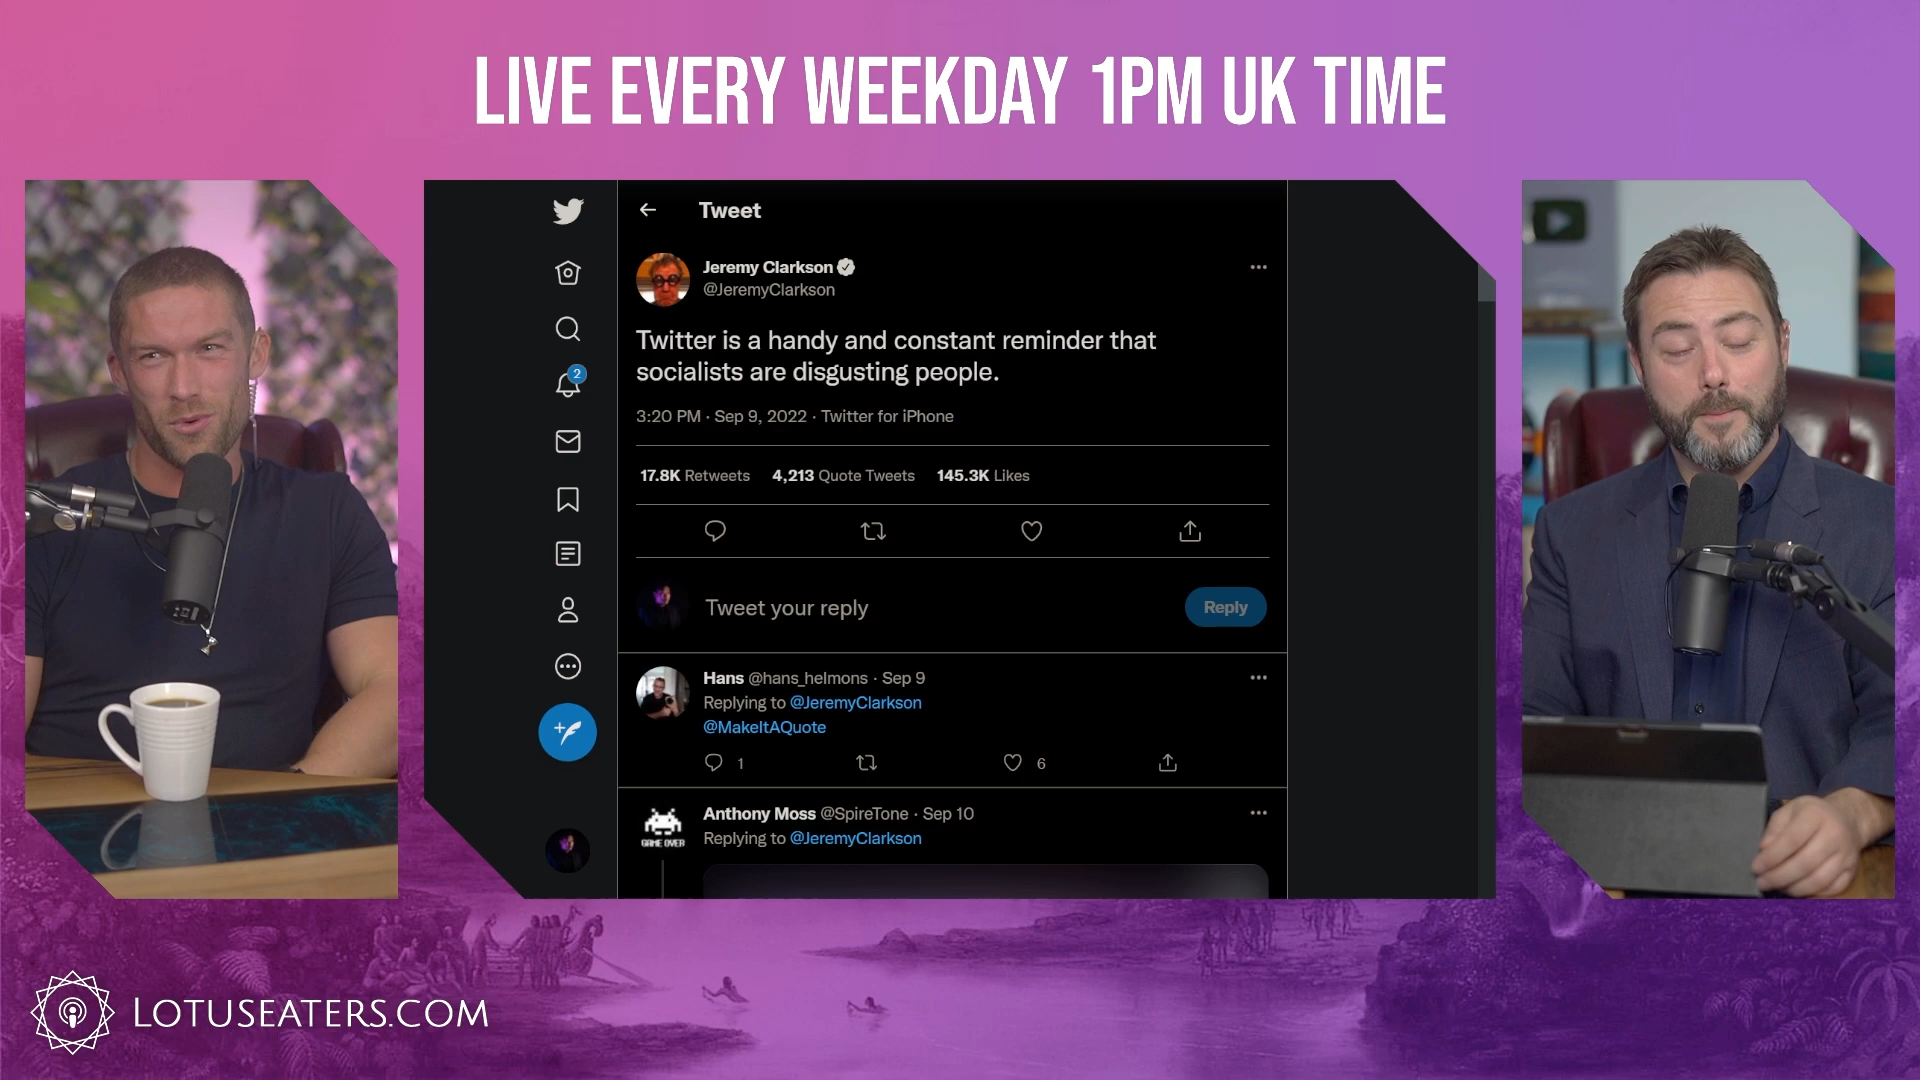 LIVE EVERY WEEKDAY 1PM UK TIME
Tweet
Jeremy Clarkson
@JeremyClarkson
Twitter is a handy and constant reminder that
socialists are disgusting people.
3:20 PM · Sep 9, 2022 · Twitter for iPhone
17.8K Retweets 4,213 Quote Tweets 145.3K Likes
2
Tweet your reply
Reply
Hans @hans_helmons · Sep 9
Replying to @JeremyClarkson
@MakeItAQuote
1 6
Anthony Moss @SpireTone · Sep 10
GAME OVER
Replying to @JeremyClarkson
LOTUSEATERS.COM